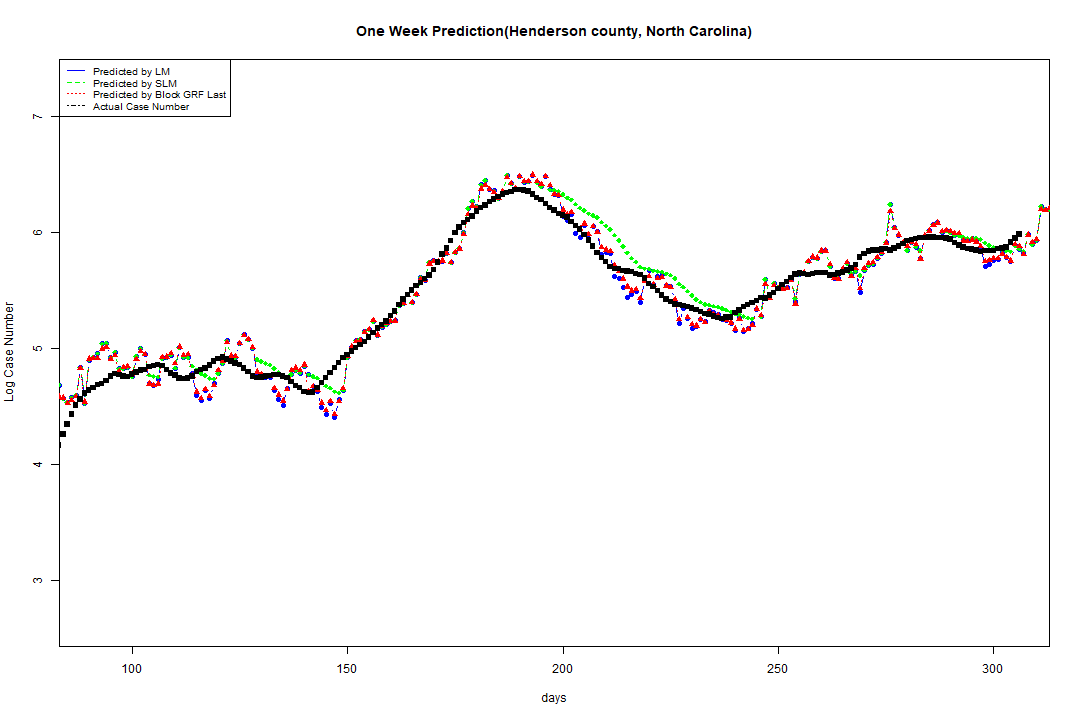 One Week Prediction(Henderson county, North Carolina)
Predicted by LM
Predicted by SLM
Predicted by Block GRF Last
Actual Case Number
7
6
5
4
3
Log Case Number
100 150 200 250 300
days